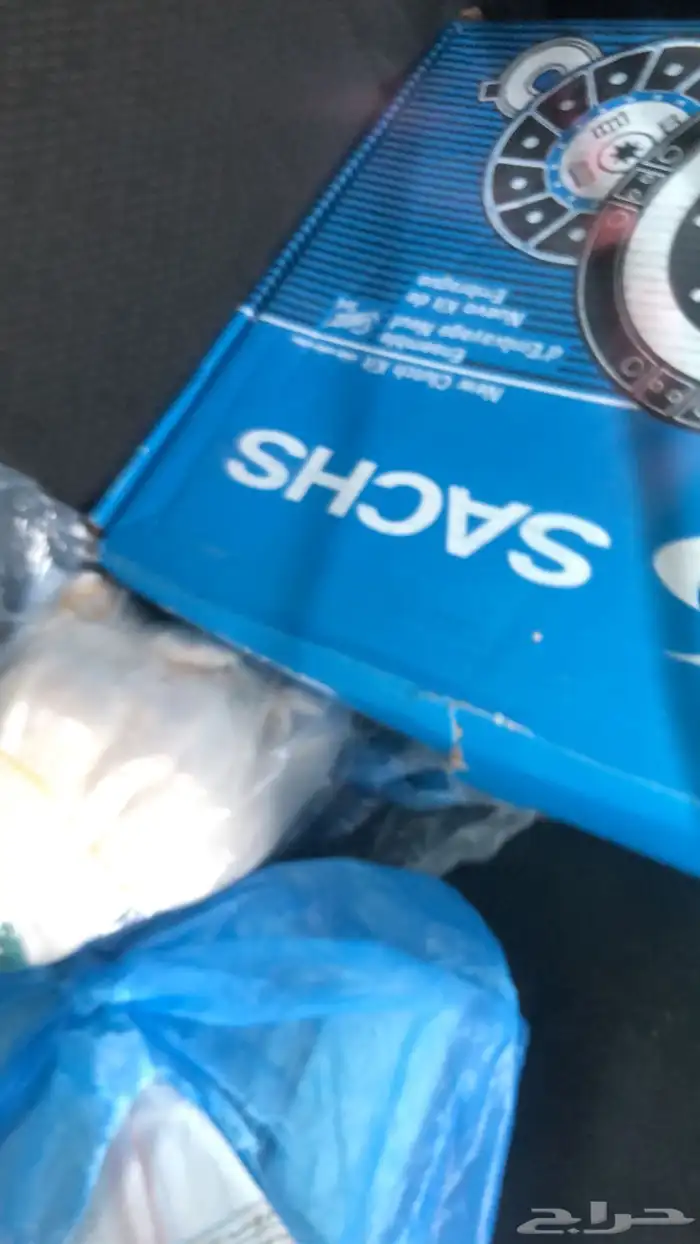 SACHS
New Clutch Kit
Ensemble
d'Embrayage Neuf
Nuevo Kit de
Embrague
حراج